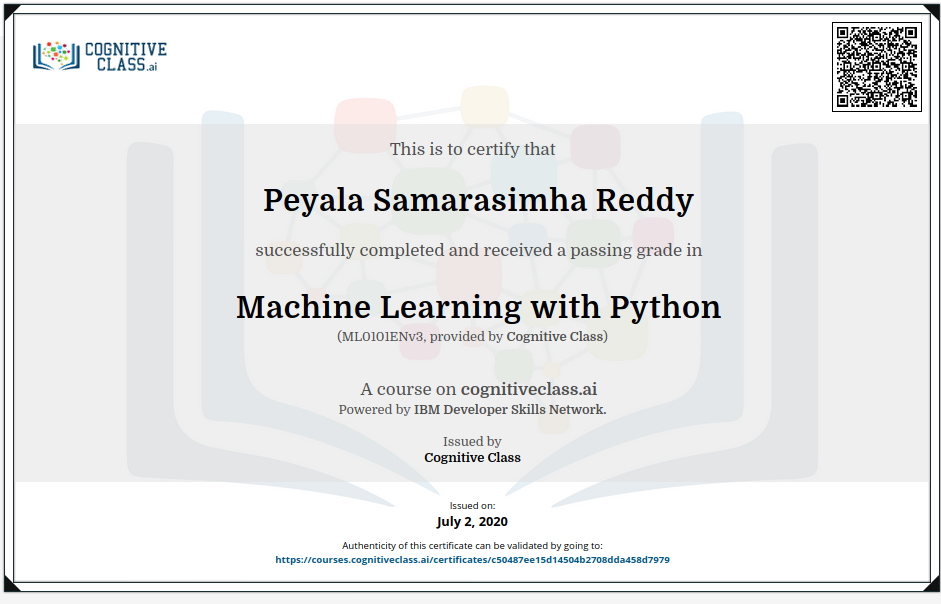 COGNITIVE
CLASS.ai
This is to certify that
Peyala Samarasimha Reddy
successfully completed and received a passing grade in
Machine Learning with Python
(ML0101ENv3, provided by Cognitive Class)
A course on cognitiveclass.ai
Powered by IBM Developer Skills Network.
Issued by
Cognitive Class
Issued on:
July 2, 2020
Authenticity of this certificate can be validated by going to:
https://courses.cognitiveclass.ai/certificates/c50487ee15d14504b2708dda458d7979